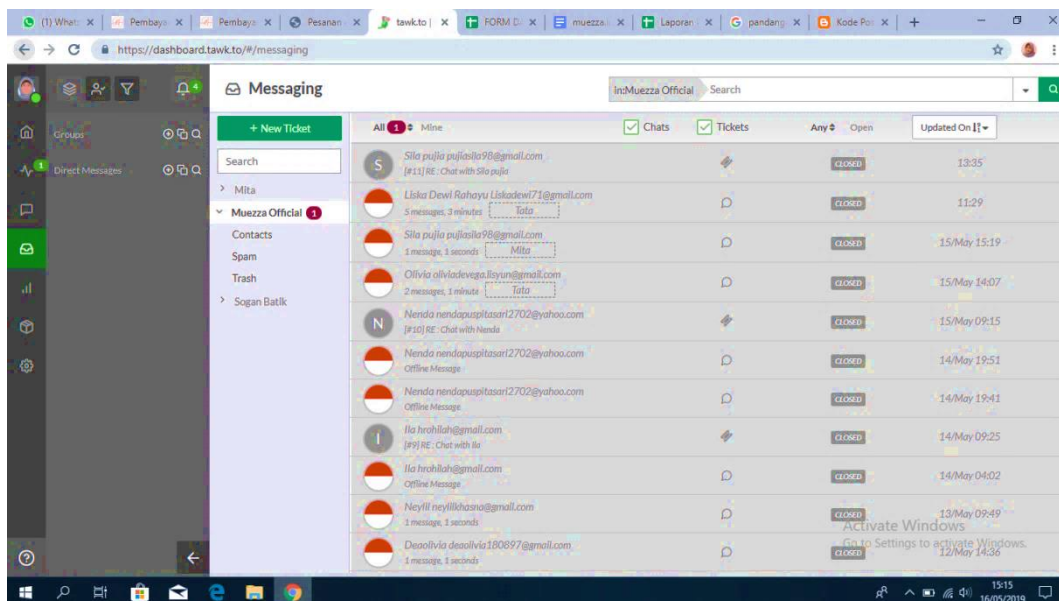 (1) What:
Pembaya
Pembaya
Pesanan
tawk.to |
FORM D
muezza.
Laporan
pandang
Kode Po
https://dashboard.tawk.to/#/messaging
4
Messaging
in:Muezza Official Search
Groups
1
Direct Messages
+ New Ticket
Search
Mita
Muezza Official 1
Contacts
Spam
Trash
Sogan Batik
All 1 Mine Chats Tickets Any Open Updated On
S Sila pujia pujiasila98@gmail.com
[#11] RE : Chat with Sila pujia
CLOSED 13:35
Liska Dewi Rahayu Liskadewi71@gmail.com
5 messages, 3 minutes Tata
CLOSED 11:29
Sila pujia pujiasila98@gmail.com
1 message, 1 seconds Mita
CLOSED 15/May 15:19
Olivia oliviadevega.lisyun@gmail.com
2 messages, 1 minute Tata
CLOSED 15/May 14:07
N Nenda nendapuspitasari2702@yahoo.com
[#10] RE : Chat with Nenda
CLOSED 15/May 09:15
Nenda nendapuspitasari2702@yahoo.com
Offline Message
CLOSED 14/May 19:51
Nenda nendapuspitasari2702@yahoo.com
Offline Message
CLOSED 14/May 19:41
I Ila hrohilah@gmail.com
[#9] RE : Chat with Ila
CLOSED 14/May 09:25
Ila hrohilah@gmail.com
Offline Message
CLOSED 14/May 04:02
Neylil neylilkhasna@gmail.com
1 message, 1 seconds
CLOSED 13/May 09:49
Deaolivia deaolivia180897@gmail.com
1 message, 1 seconds
CLOSED 12/May 14:36
Activate Windows
Go to Settings to activate Windows.
15:15
16/05/2019